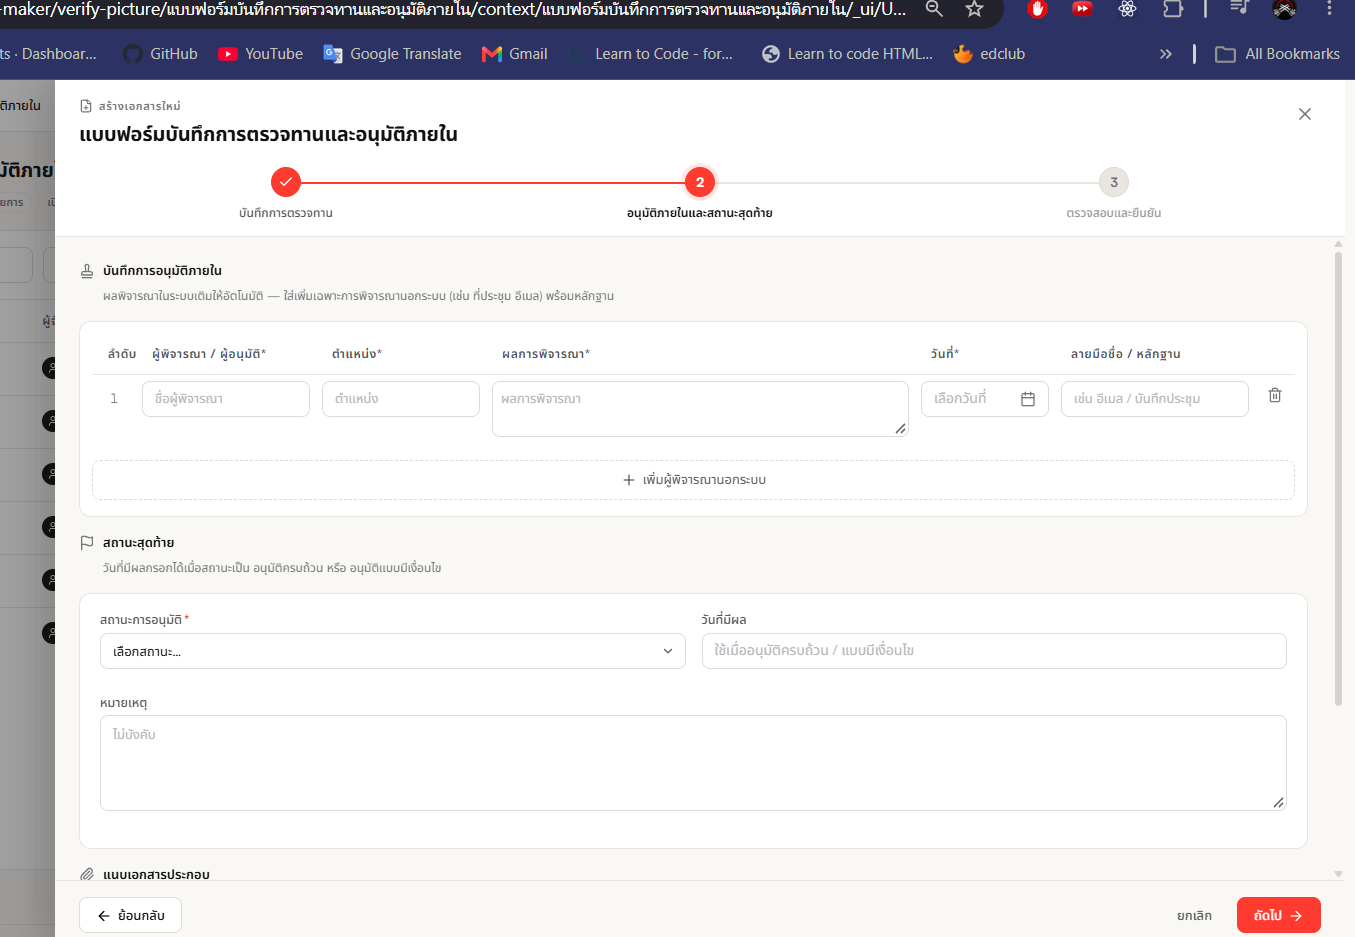 -maker/verify-picture/แบบฟอร์มบันทึกการตรวจทานและอนุมัติภายใน/context/แบบฟอร์มบันทึกการตรวจทานและอนุมัติภายใน/_ui/U...
ts · Dashboar... GitHub YouTube Google Translate Gmail Learn to Code - for... Learn to code HTML... edclub All Bookmarks
ติภายใน
ัติภาย
ยการ
สร้างเอกสารใหม่
แบบฟอร์มบันทึกการตรวจทานและอนุมัติภายใน
2 3
บันทึกการตรวจทาน อนุมัติภายในและสถานะสุดท้าย ตรวจสอบและยืนยัน
บันทึกการอนุมัติภายใน
ผลพิจารณาในระบบเติมให้อัตโนมัติ — ใส่เพิ่มเฉพาะการพิจารณานอกระบบ (เช่น ที่ประชุม อีเมล) พร้อมหลักฐาน
ลำดับ ผู้พิจารณา / ผู้อนุมัติ* ตำแหน่ง* ผลการพิจารณา* วันที่* ลายมือชื่อ / หลักฐาน
1 ชื่อผู้พิจารณา ตำแหน่ง ผลการพิจารณา เลือกวันที่ เช่น อีเมล / บันทึกประชุม
เพิ่มผู้พิจารณานอกระบบ
สถานะสุดท้าย
วันที่มีผลกรอกได้เมื่อสถานะเป็น อนุมัติครบถ้วน หรือ อนุมัติแบบมีเงื่อนไข
สถานะการอนุมัติ* วันที่มีผล
เลือกสถานะ... ใช้เมื่ออนุมัติครบถ้วน / แบบมีเงื่อนไข
หมายเหตุ
ไม่บังคับ
แนบเอกสารประกอบ
ย้อนกลับ ยกเลิก ถัดไป